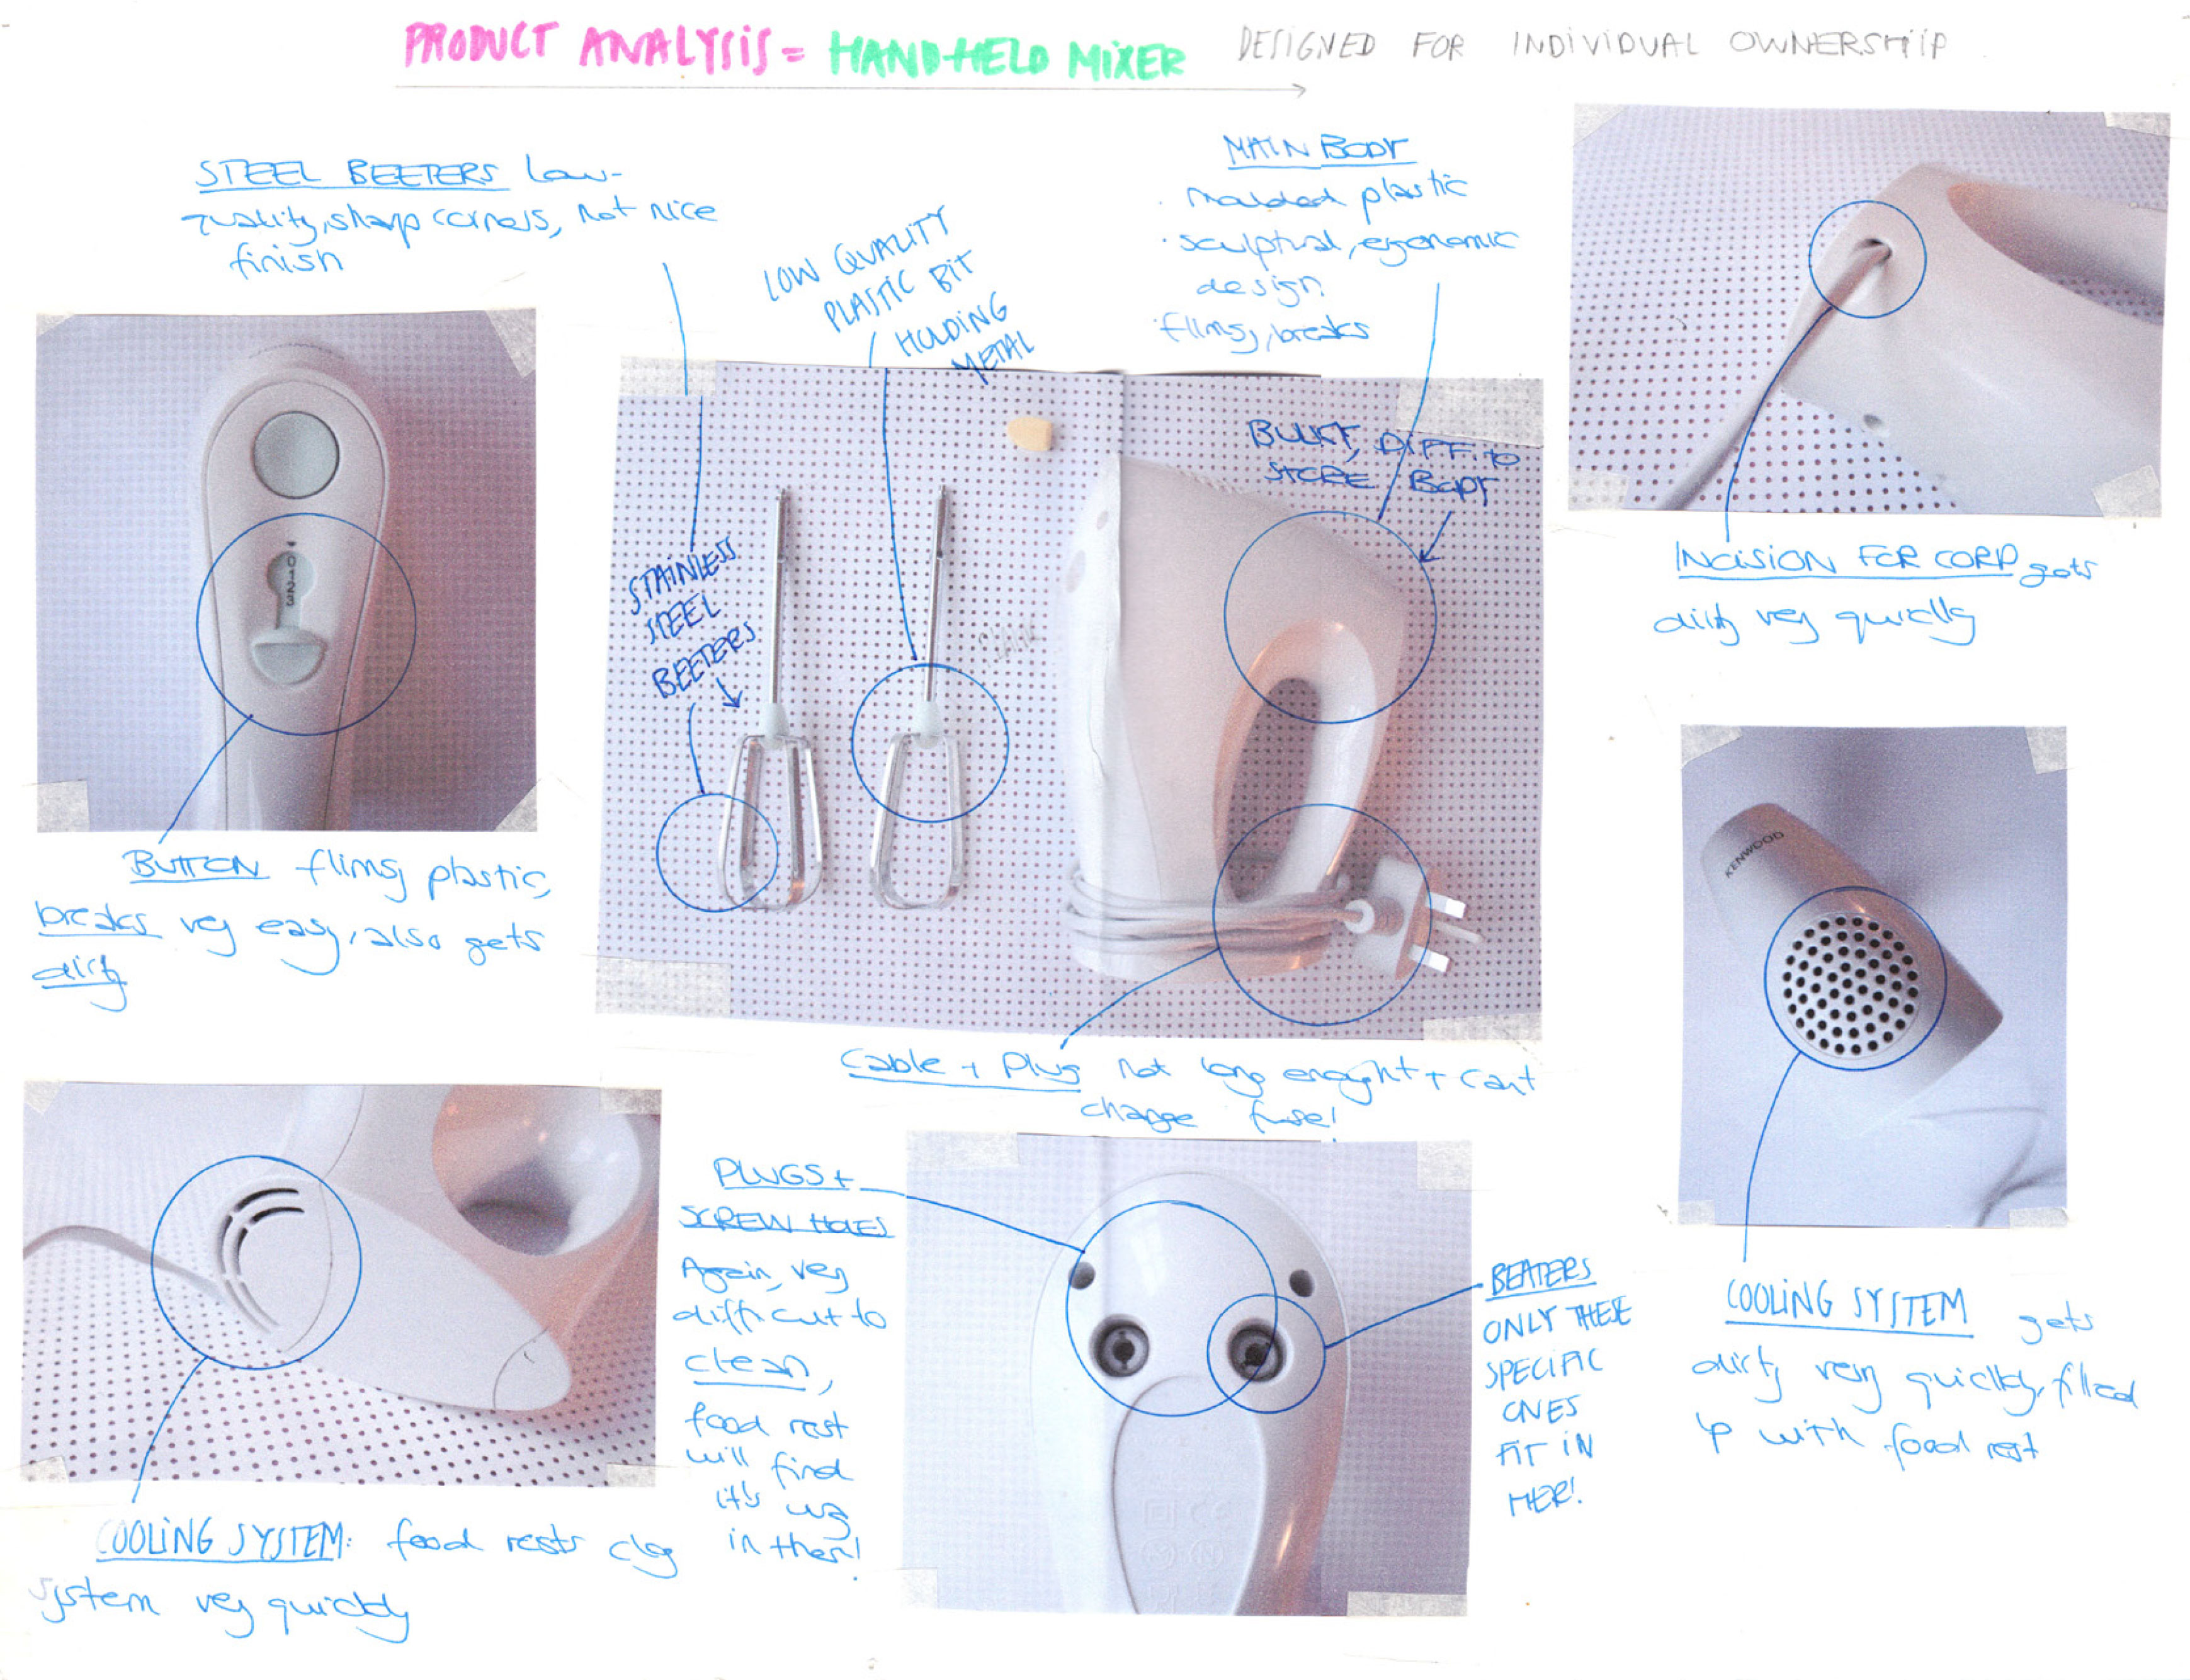 PRODUCT ANALYSIS = HAND-HELD MIXER DESIGNED FOR INDIVIDUAL OWNERSHIP
STEEL BEETERS low-
quality, sharp corners, not nice
finish
LOW QUALITY
PLASTIC BIT
HOLDING
METAL
MAIN BODY
· Moulded plastic
· sculptural, ergonomic
design
· flimsy, breaks
BULKY, DIFF. to
STORE BODY
STAINLESS
STEEL
BEETERS
0 1 2 3
INCISION FOR CORD gets
dirty very quickly
BUTTON flimsy plastic,
breaks very easy, also gets
dirty
KENWOOD
Cable + Plug not long enought + cant
change fuse!
PLUGS +
SCREW HOLES
Again, very
difficult to
clean,
food rest
will find
it's way
in then!
BEATERS
ONLY THESE
SPECIFIC
ONES
FIT IN
HER!
COOLING SYSTEM gets
dirty very quickly, filled
up with food rest
COOLING SYSTEM: food rests clog
system very quickly